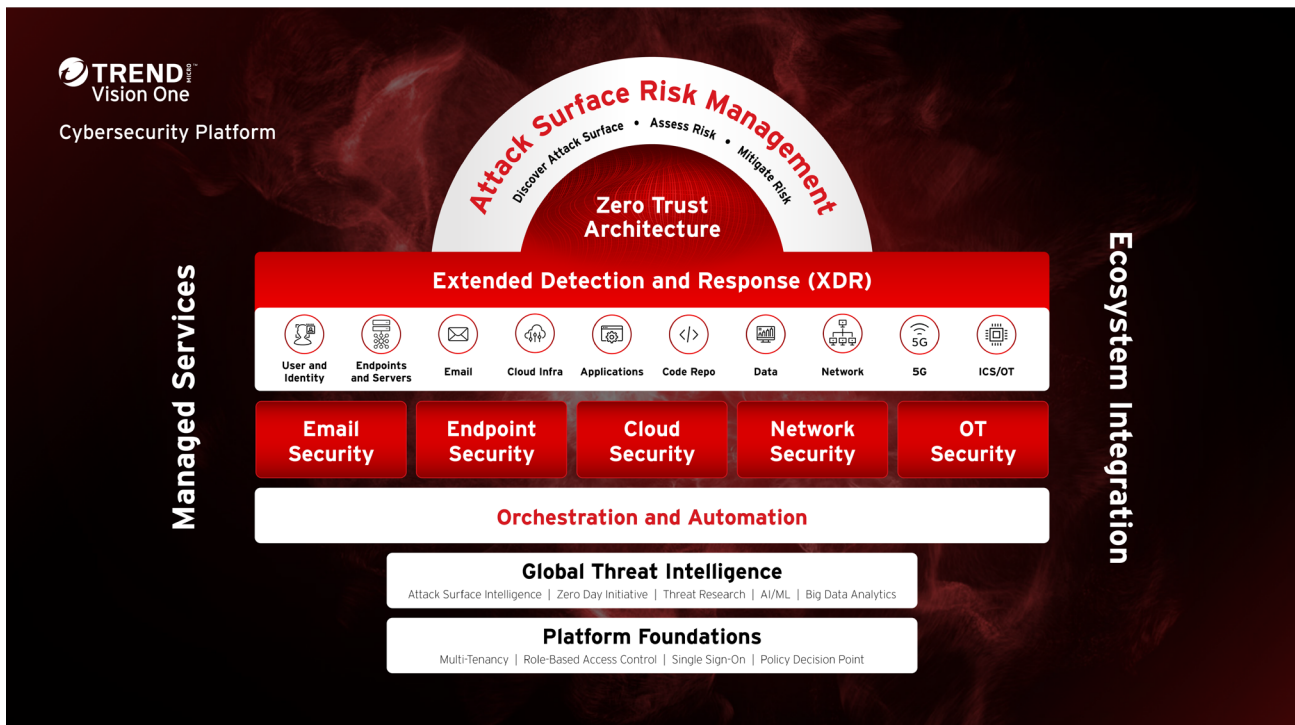 TREND MICRO™
Vision One
Cybersecurity Platform
Attack Surface Risk Management
Discover Attack Surface • Assess Risk • Mitigate Risk
Zero Trust
Architecture
Managed Services
Ecosystem Integration
Extended Detection and Response (XDR)
User and
Identity
Endpoints
and Servers
Email
Cloud Infra
Applications
Code Repo
Data
Network
5G
5G
ICS/OT
Email
Security
Endpoint
Security
Cloud
Security
Network
Security
OT
Security
Orchestration and Automation
Global Threat Intelligence
Attack Surface Intelligence | Zero Day Initiative | Threat Research | AI/ML | Big Data Analytics
Platform Foundations
Multi-Tenancy | Role-Based Access Control | Single Sign-On | Policy Decision Point